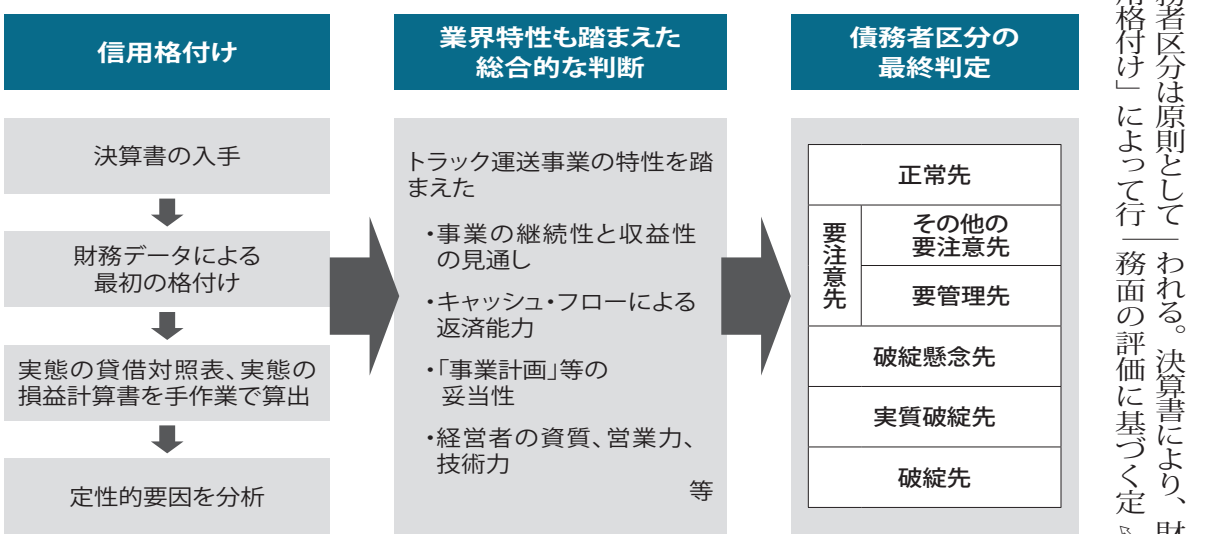 信用格付け
決算書の入手
財務データによる
最初の格付け
実態の貸借対照表、実態の
損益計算書を手作業で算出
定性的要因を分析
業界特性も踏まえた
総合的な判断
トラック運送事業の特性を踏
まえた
・事業の継続性と収益性
の見通し
・キャッシュ・フローによる
返済能力
・「事業計画」等の
妥当性
・経営者の資質、営業力、
技術力
等
債務者区分の
最終判定
正常先
要注意先
その他の
要注意先
要管理先
破綻懸念先
実質破綻先
破綻先
務者区分は原則として
用格付け」によって行
われる。決算書により、財
務面の評価に基づく定